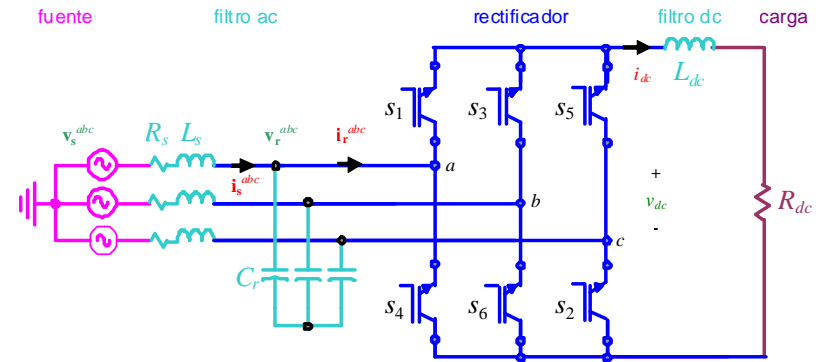 fuente filtro ac rectificador filtro dc carga
i_dc L_dc
s_1 s_3 s_5
v_s^abc R_s L_s v_r^abc i_r^abc
a
i_s^abc
+
b v_dc R_dc
-
c
C_r
s_4 s_6 s_2